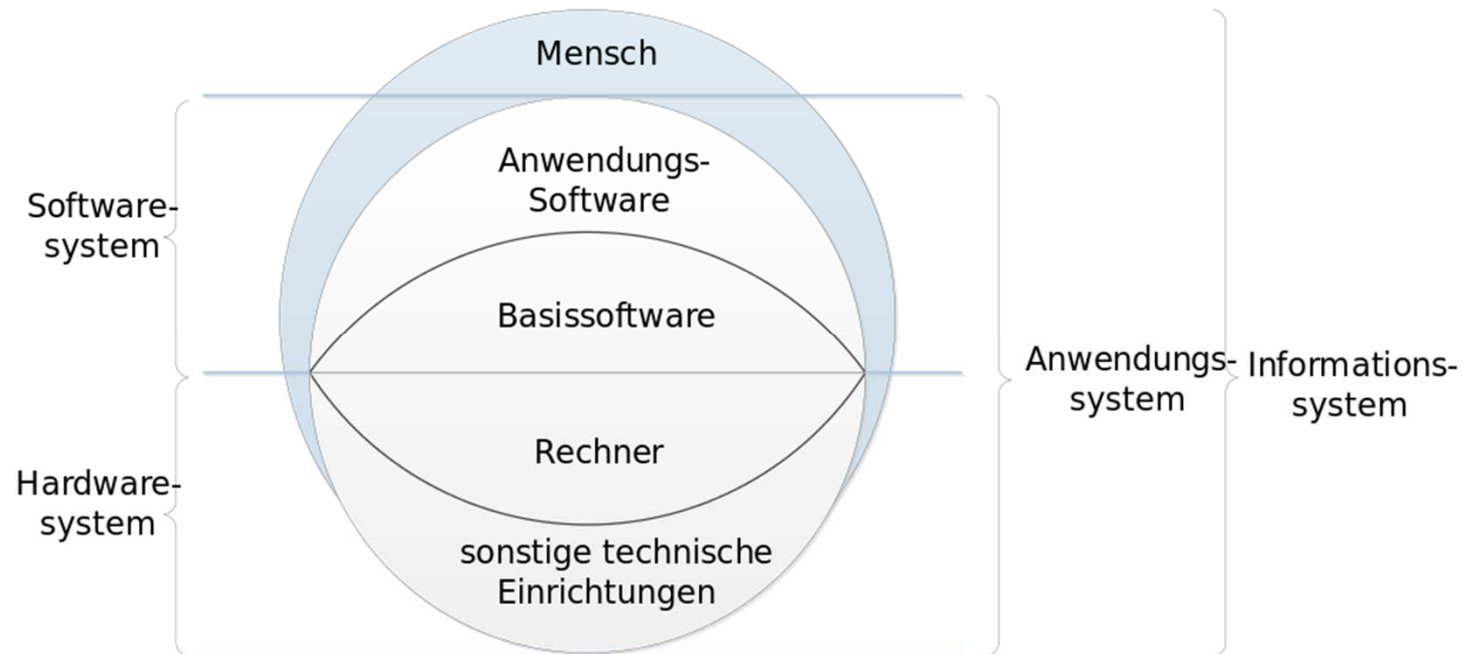 Mensch
Anwendungs-
Software
Software-
system
Basissoftware
Anwendungs-
system
Informations-
system
Rechner
Hardware-
system
sonstige technische
Einrichtungen